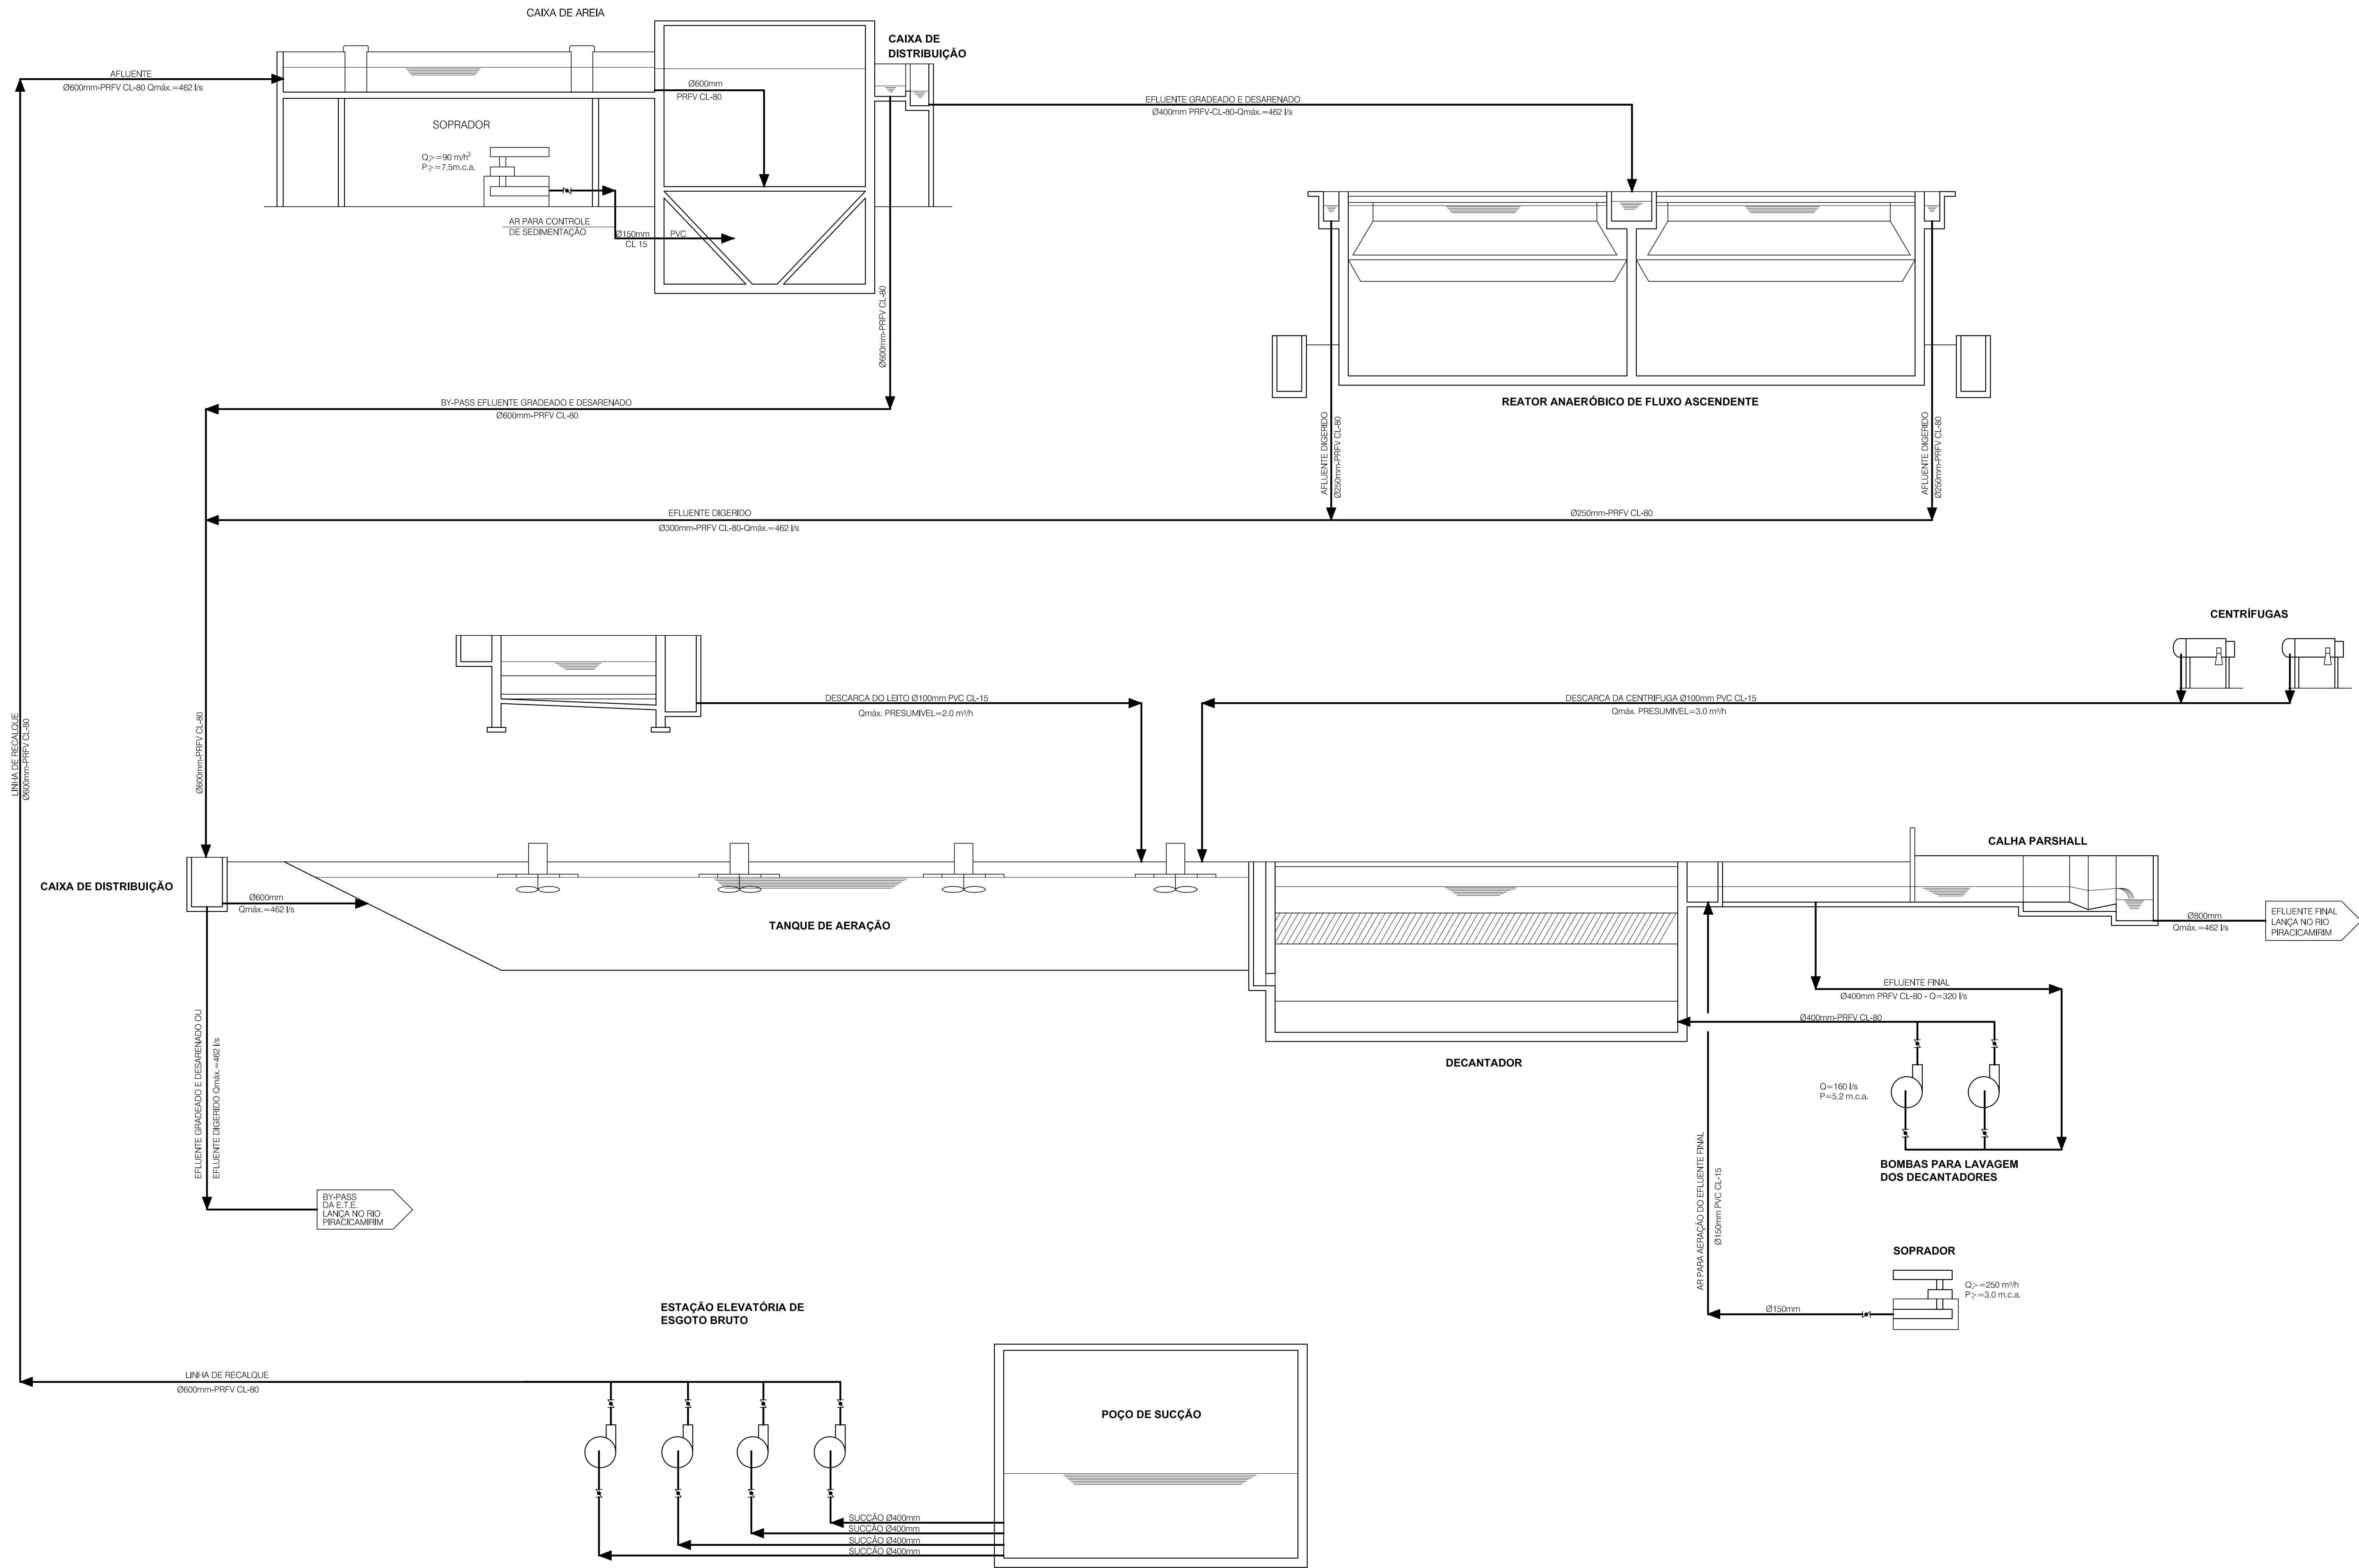 CAIXA DE AREIA
CAIXA DE
DISTRIBUIÇÃO
AFLUENTE
Ø600mm-PRFV CL-80 Qmáx.=462 l/s
Ø600mm
PRFV CL-80
SOPRADOR
Q>=90 m/h³
P>=7,5m.c.a.
AR PARA CONTROLE
DE SEDIMENTAÇÃO
Ø150mm
CL 15
PVC
EFLUENTE GRADEADO E DESARENADO
Ø400mm PRFV-CL-80-Qmáx.=462 l/s
Ø600mm-PRFV CL-80
BY-PASS EFLUENTE GRADEADO E DESARENADO
Ø600mm-PRFV CL-80
REATOR ANAERÓBICO DE FLUXO ASCENDENTE
AFLUENTE DIGERIDO
Ø250mm-PRFV CL-80
AFLUENTE DIGERIDO
Ø250mm-PRFV CL-80
EFLUENTE DIGERIDO
Ø300mm-PRFV CL-80-Qmáx.=462 l/s
Ø250mm-PRFV CL-80
CENTRÍFUGAS
DESCARCA DO LEITO Ø100mm PVC CL-15
Qmáx. PRESUMIVEL=2.0 m³/h
DESCARCA DA CENTRIFUGA Ø100mm PVC CL-15
Qmáx. PRESUMIVEL=3.0 m³/h
LINHA DE RECALQUE
Ø600mm-PRFV CL-80
Ø600mm-PRFV CL-80
CALHA PARSHALL
CAIXA DE DISTRIBUIÇÃO
Ø600mm
Qmáx.=462 l/s
TANQUE DE AERAÇÃO
Ø800mm
Qmáx.=462 l/s
EFLUENTE FINAL
LANÇA NO RIO
PIRACICAMIRIM
EFLUENTE FINAL
Ø400mm PRFV CL-80 - Q=320 l/s
Ø400mm-PRFV CL-80
DECANTADOR
Q=160 l/s
P=5,2 m.c.a.
EFLUENTE GRADEADO E DESARENADO OU
EFLUENTE DIGERIDO Qmáx.=462 l/s
BOMBAS PARA LAVAGEM
DOS DECANTADORES
BY-PASS
DA E.T.E.
LANÇA NO RIO
PIRACICAMIRIM
AR PARA AERAÇÃO DO EFLUENTE FINAL
Ø150mm PVC CL-15
SOPRADOR
Q>=250 m³/h
P>=3,0 m.c.a.
Ø150mm
ESTAÇÃO ELEVATÓRIA DE
ESGOTO BRUTO
LINHA DE RECALQUE
Ø600mm-PRFV CL-80
POÇO DE SUCÇÃO
SUCCÃO Ø400mm
SUCCÃO Ø400mm
SUCCÃO Ø400mm
SUCCÃO Ø400mm